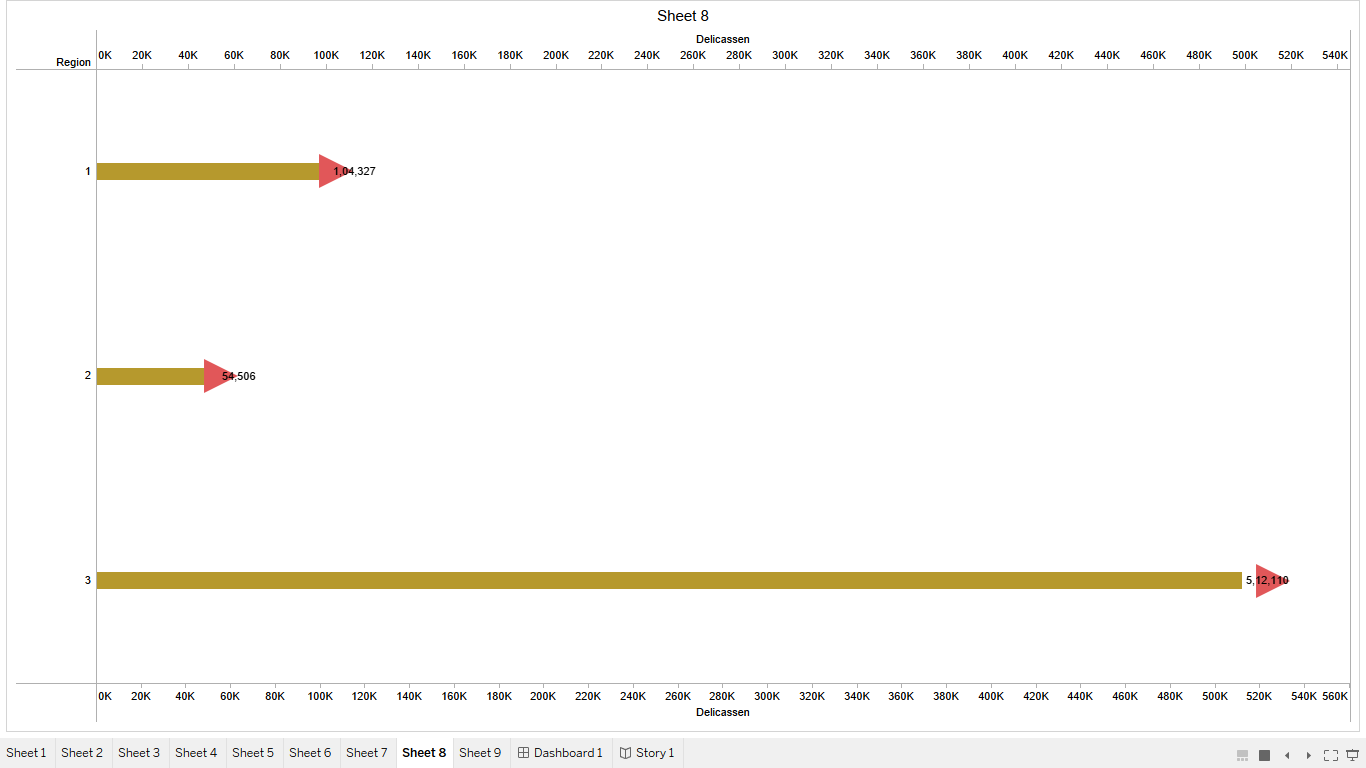 Sheet 8
Delicassen
Region 0K 20K 40K 60K 80K 100K 120K 140K 160K 180K 200K 220K 240K 260K 280K 300K 320K 340K 360K 380K 400K 420K 440K 460K 480K 500K 520K 540K
1 1,04,327
2 54,506
3 5,12,110
0K 20K 40K 60K 80K 100K 120K 140K 160K 180K 200K 220K 240K 260K 280K 300K 320K 340K 360K 380K 400K 420K 440K 460K 480K 500K 520K 540K 560K
Delicassen
Sheet 1 Sheet 2 Sheet 3 Sheet 4 Sheet 5 Sheet 6 Sheet 7 Sheet 8 Sheet 9 Dashboard 1 Story 1